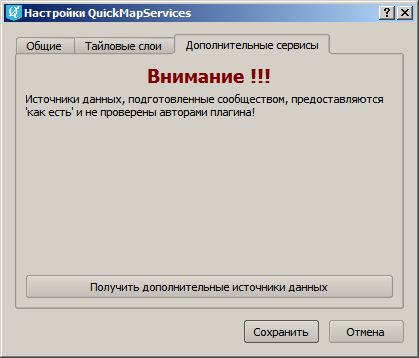 Настройки QuickMapServices
Общие
Тайловые слои
Дополнительные сервисы
Внимание !!!
Источники данных, подготовленные сообществом, предоставляются
'как есть' и не проверены авторами плагина!
Получить дополнительные источники данных
Сохранить
Отмена